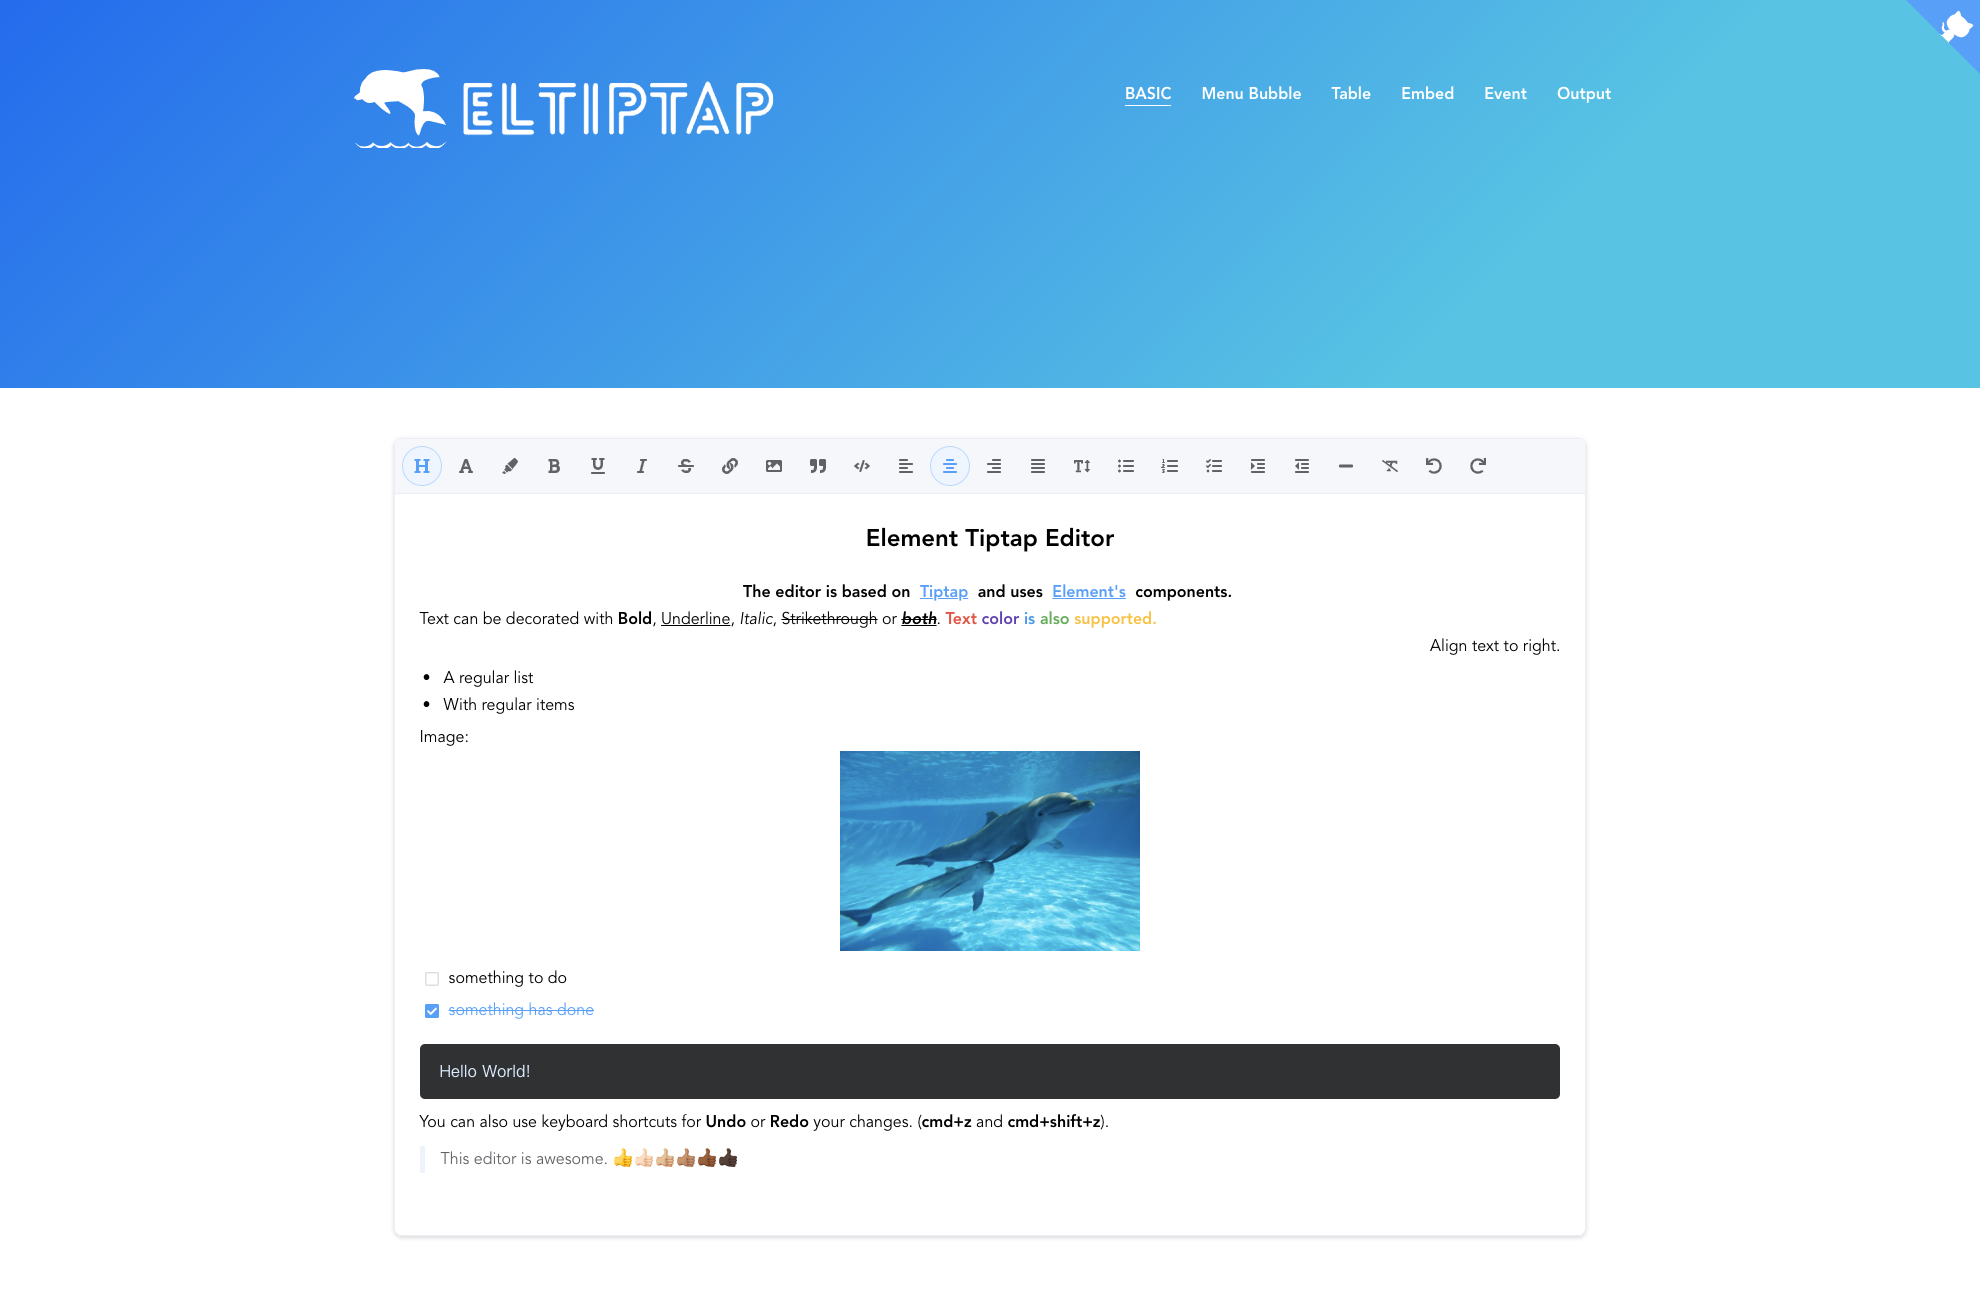 ELTIPTAP
BASIC Menu Bubble Table Embed Event Output
Element Tiptap Editor
The editor is based on Tiptap and uses Element's components.
Text can be decorated with Bold, Underline, Italic, Strikethrough or both. Text color is also supported.
Align text to right.
• A regular list
• With regular items
Image:
something to do
something has done
Hello World!
You can also use keyboard shortcuts for Undo or Redo your changes. (cmd+z and cmd+shift+z).
This editor is awesome. 👍👍🏻👍🏼👍🏽👍🏾👍🏿